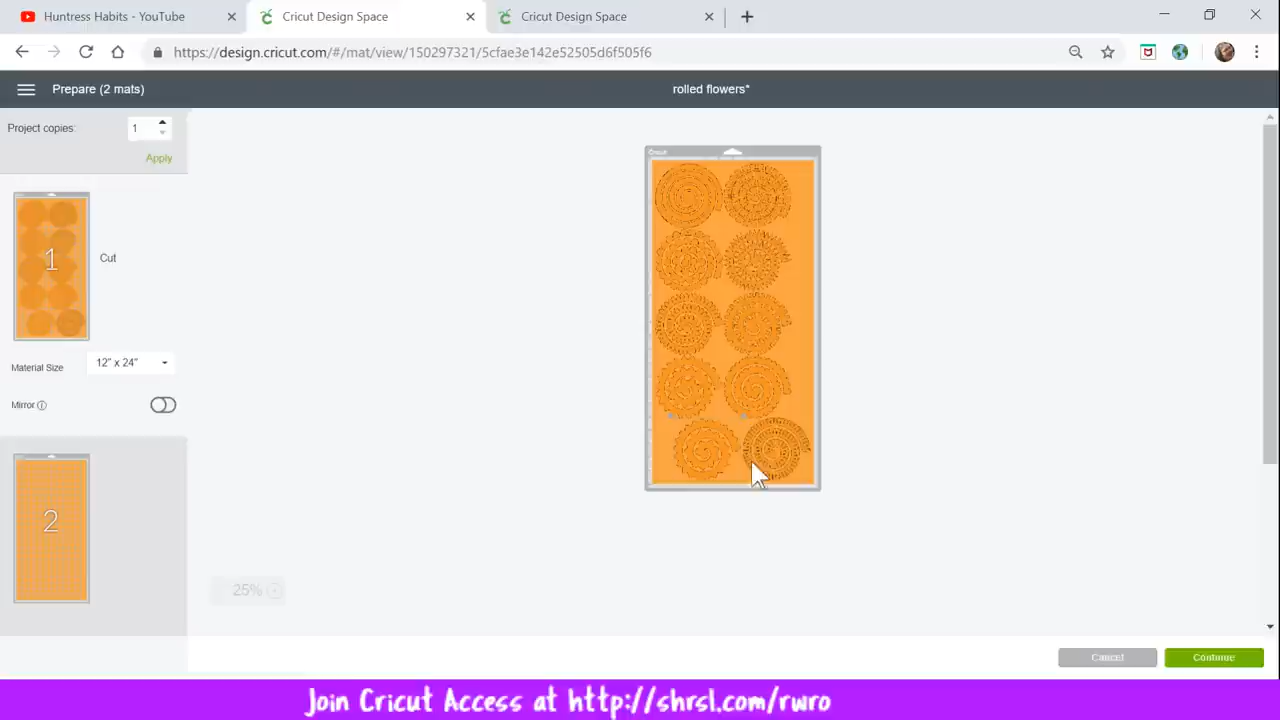 Huntress Habits - YouTube
Cricut Design Space
Cricut Design Space
https://design.cricut.com/#/mat/view/150297321/5cfae3e142e52505d6f505f6
Prepare (2 mats)
rolled flowers*
Project copies:
1
Apply
Cricut
1
Cut
Material Size
12" x 24"
Mirror
2
25%
Cancel
Continue
Join Cricut Access at http://shrsl.com/rwro